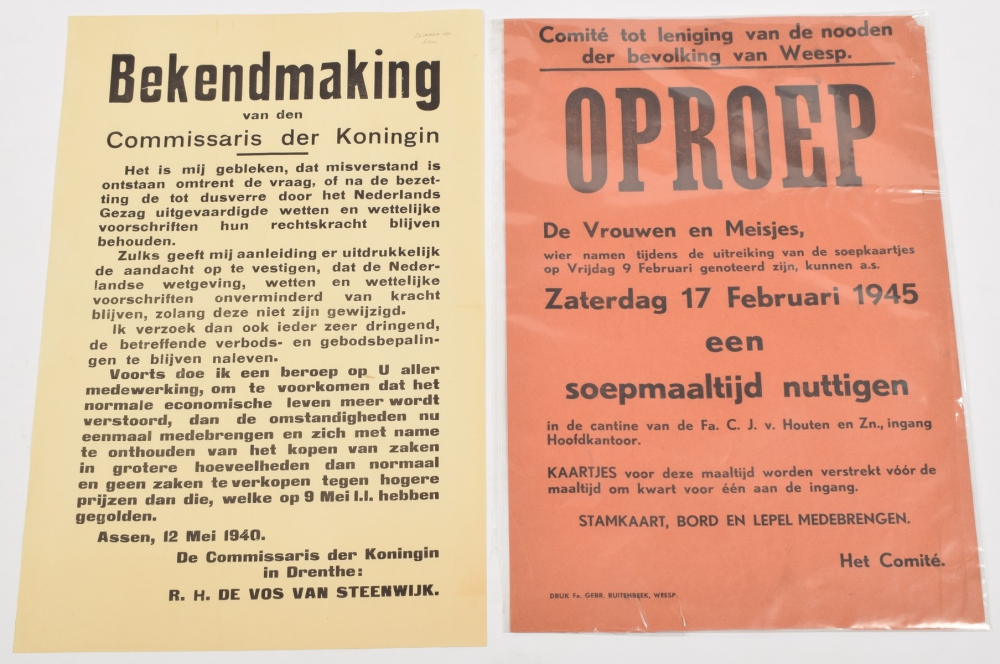 Bekendmaking
van den
Commissaris der Koningin
Het is mij gebleken, dat misverstand is
ontstaan omtrent de vraag, of na de bezet-
ting de tot dusverre door het Nederlands
Gezag uitgevaardigde wetten en wettelijke
voorschriften hun rechtskracht blijven
behouden.
Zulks geeft mij aanleiding er uitdrukkelijk
de aandacht op te vestigen, dat de Neder-
landse wetgeving, wetten en wettelijke
voorschriften onverminderd van kracht
blijven, zolang deze niet zijn gewijzigd.
Ik verzoek dan ook ieder zeer dringend,
de betreffende verbods- en gebodsbepalin-
gen te blijven naleven.
Voorts doe ik een beroep op U aller
medewerking, om te voorkomen dat het
normale economische leven meer wordt
verstoord, dan de omstandigheden nu
eenmaal medebrengen en zich met name
te onthouden van het kopen van zaken
in grotere hoeveelheden dan normaal
en geen zaken te verkopen tegen hogere
prijzen dan die, welke op 9 Mei l.l. hebben
gegolden.
Assen, 12 Mei 1940.
De Commissaris der Koningin
in Drenthe:
R. H. DE VOS VAN STEENWIJK.
Comité tot leniging van de nooden
der bevolking van Weesp.
OPROEP
De Vrouwen en Meisjes,
wier namen tijdens de uitreiking van de soepkaartjes
op Vrijdag 9 Februari genoteerd zijn, kunnen a.s.
Zaterdag 17 Februari 1945
een
soepmaaltijd nuttigen
in de cantine van de Fa. C. J. v. Houten en Zn., ingang
Hoofdkantoor.
KAARTJES voor deze maaltijd worden verstrekt vóór de
maaltijd om kwart voor één aan de ingang.
STAMKAART, BORD EN LEPEL MEDEBRENGEN.
Het Comité.
DRUK Fa. GEBR. RUITENBEEK, WEESP.